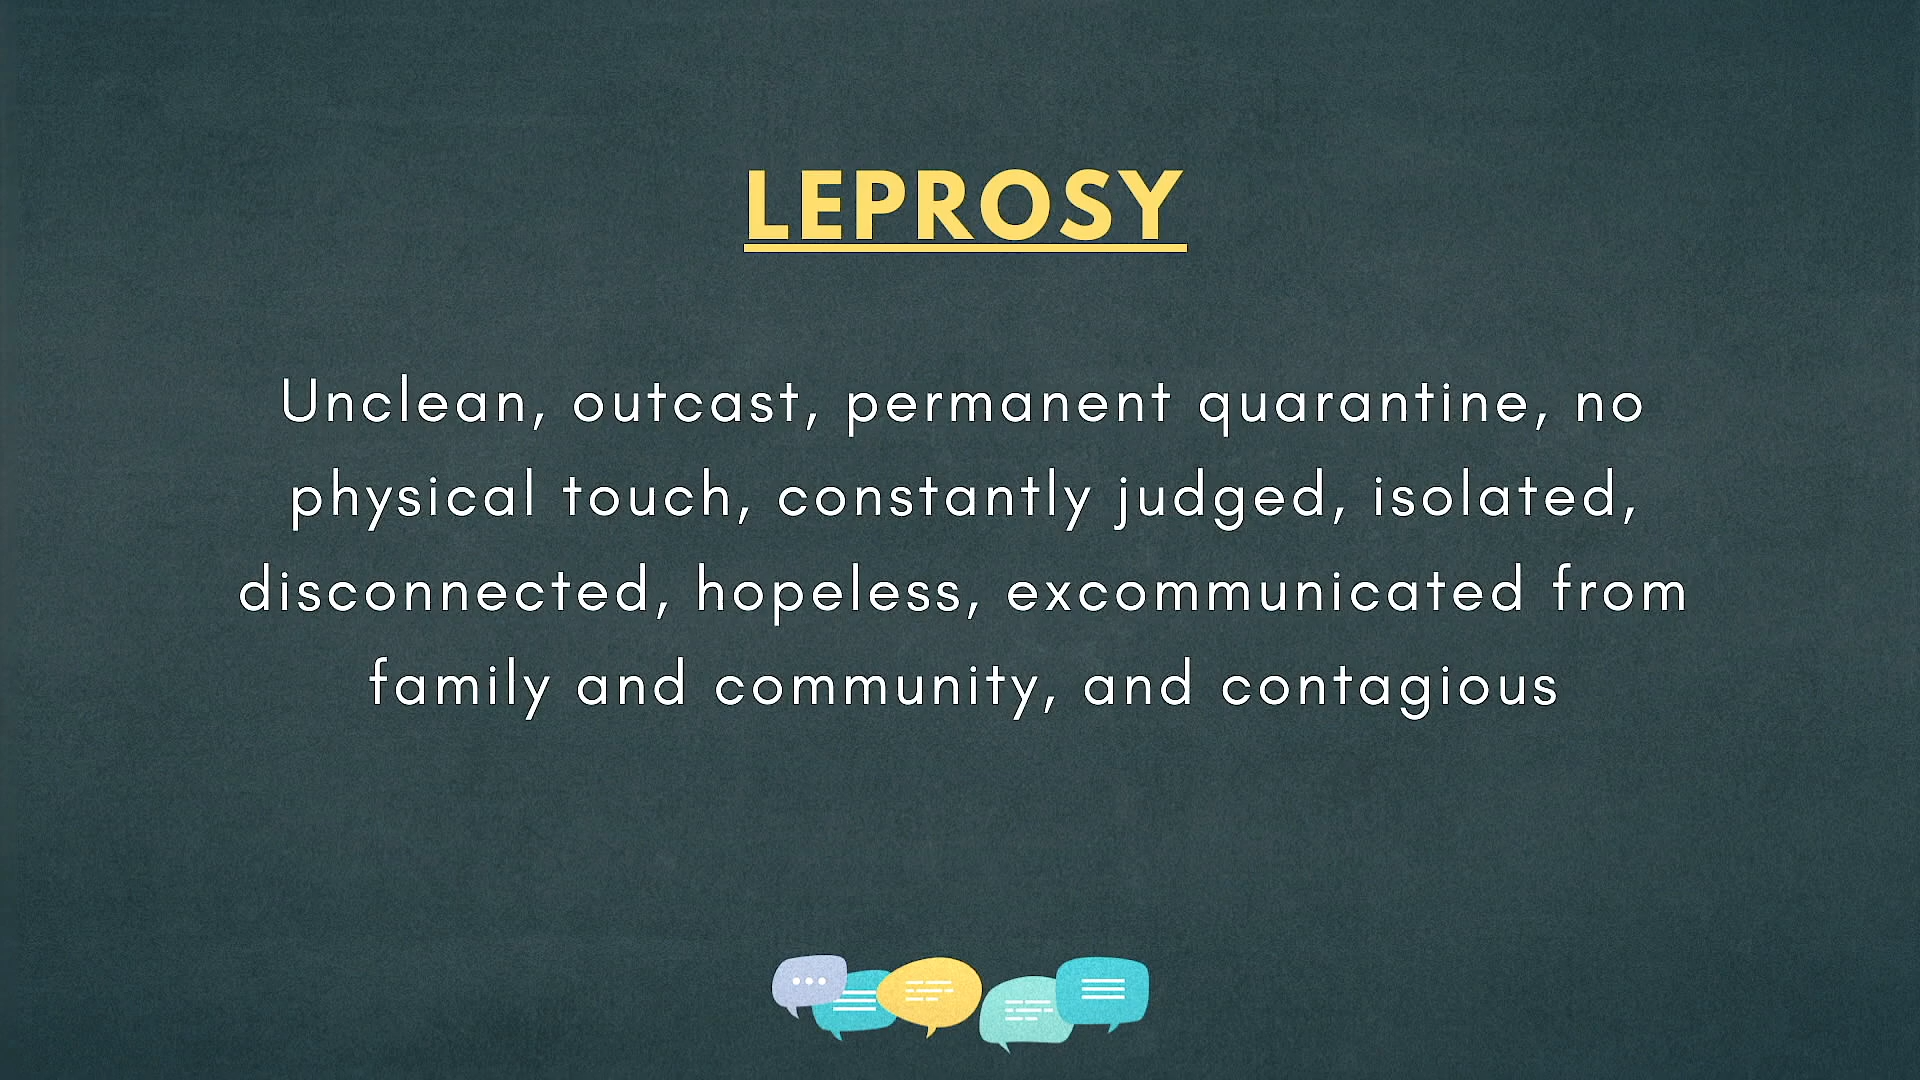 LEPROSY
Unclean, outcast, permanent quarantine, no
physical touch, constantly judged, isolated,
disconnected, hopeless, excommunicated from
family and community, and contagious